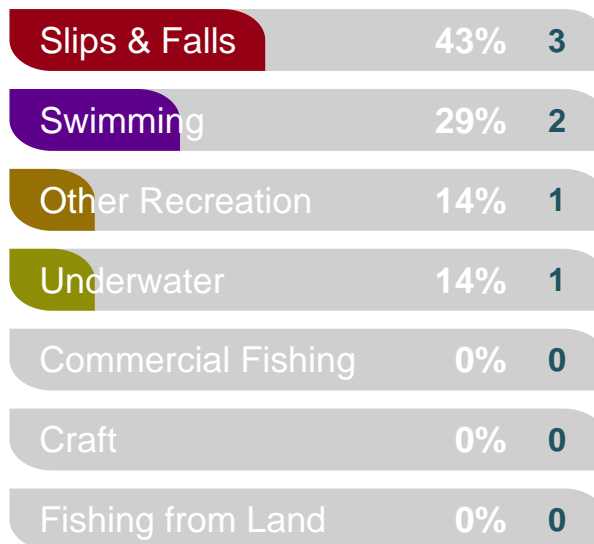 Slips & Falls 43% 3
Swimming 29% 2
Other Recreation 14% 1
Underwater 14% 1
Commercial Fishing 0% 0
Craft 0% 0
Fishing from Land 0% 0